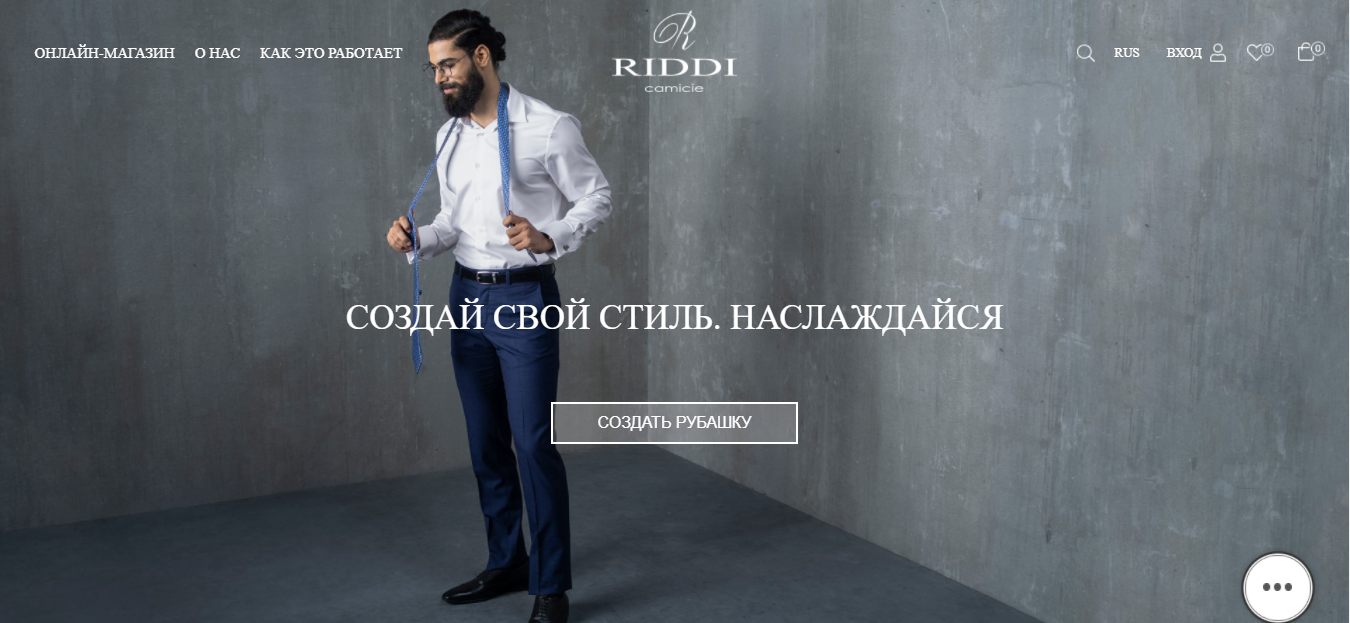 ОНЛАЙН-МАГАЗИН О НАС КАК ЭТО РАБОТАЕТ
R
RIDDI
camicie
RUS ВХОД 0 0
СОЗДАЙ СВОЙ СТИЛЬ. НАСЛАЖДАЙСЯ
СОЗДАТЬ РУБАШКУ